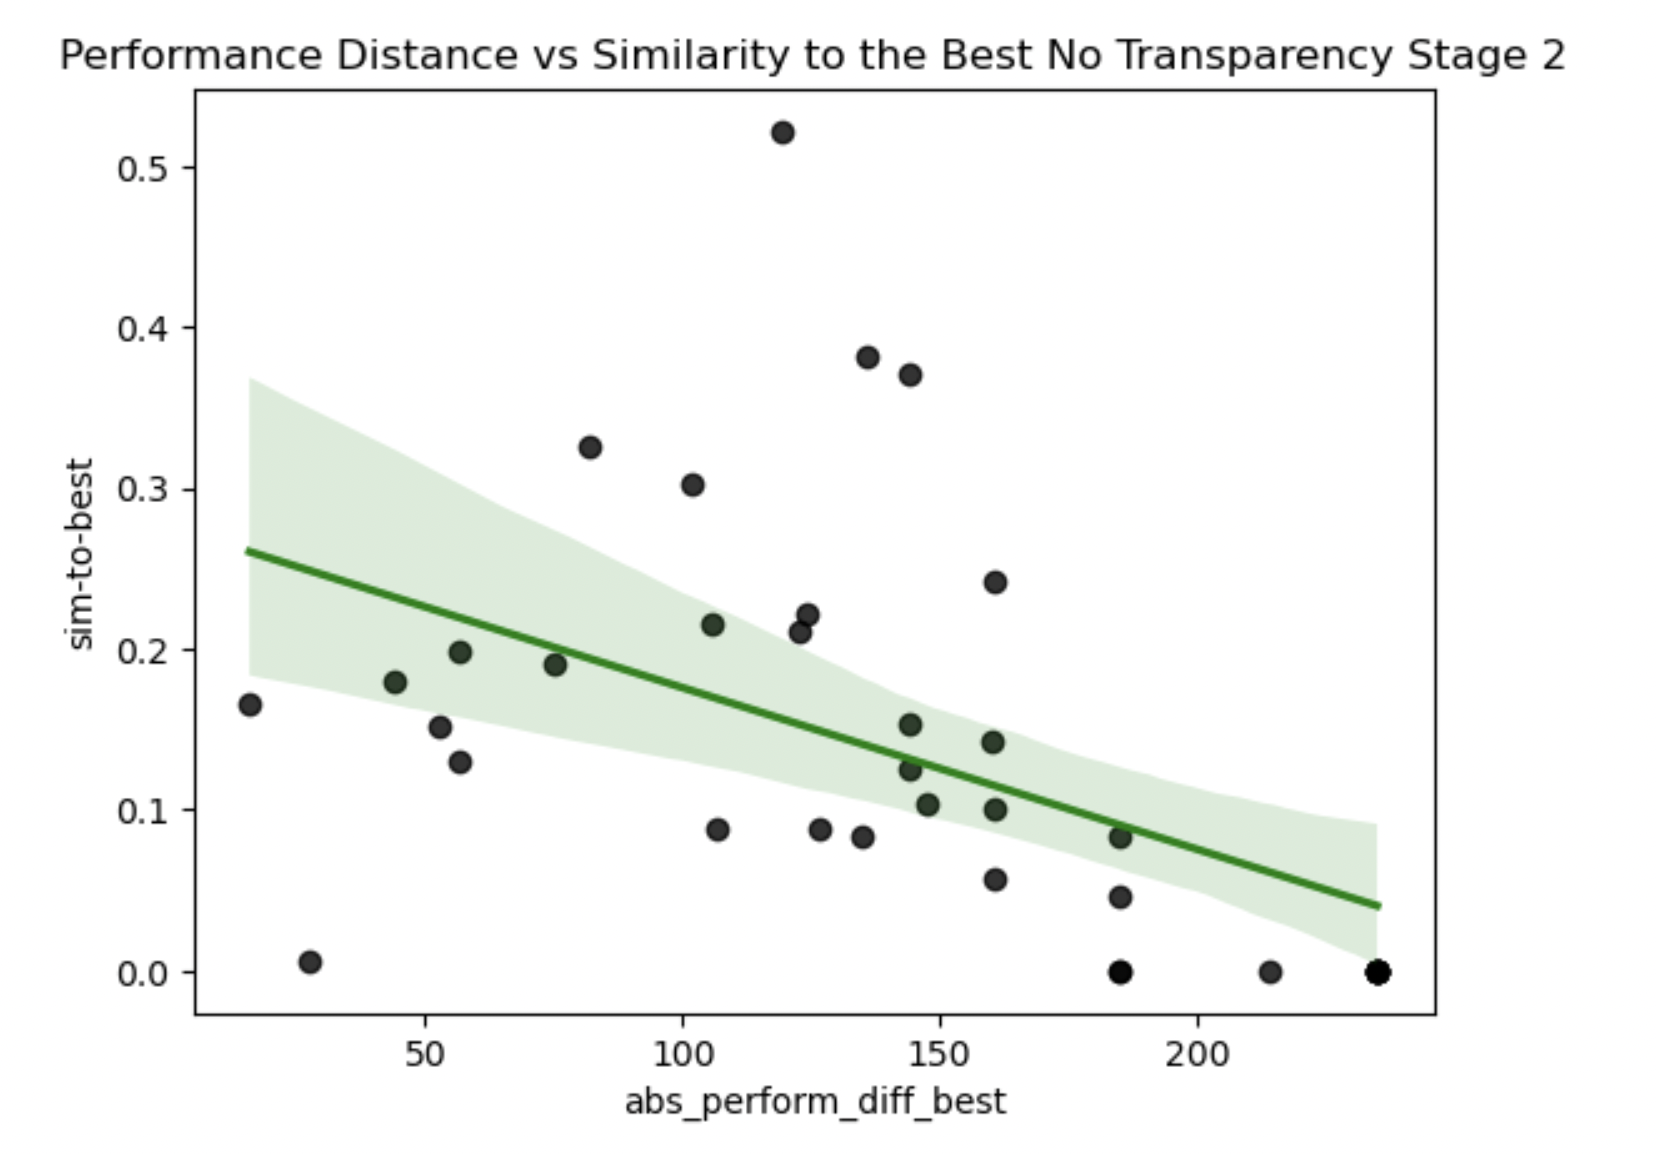 Performance Distance vs Similarity to the Best No Transparency Stage 2
0.5
0.4
0.3
0.2
0.1
0.0
sim-to-best
50 100 150 200
abs_perform_diff_best